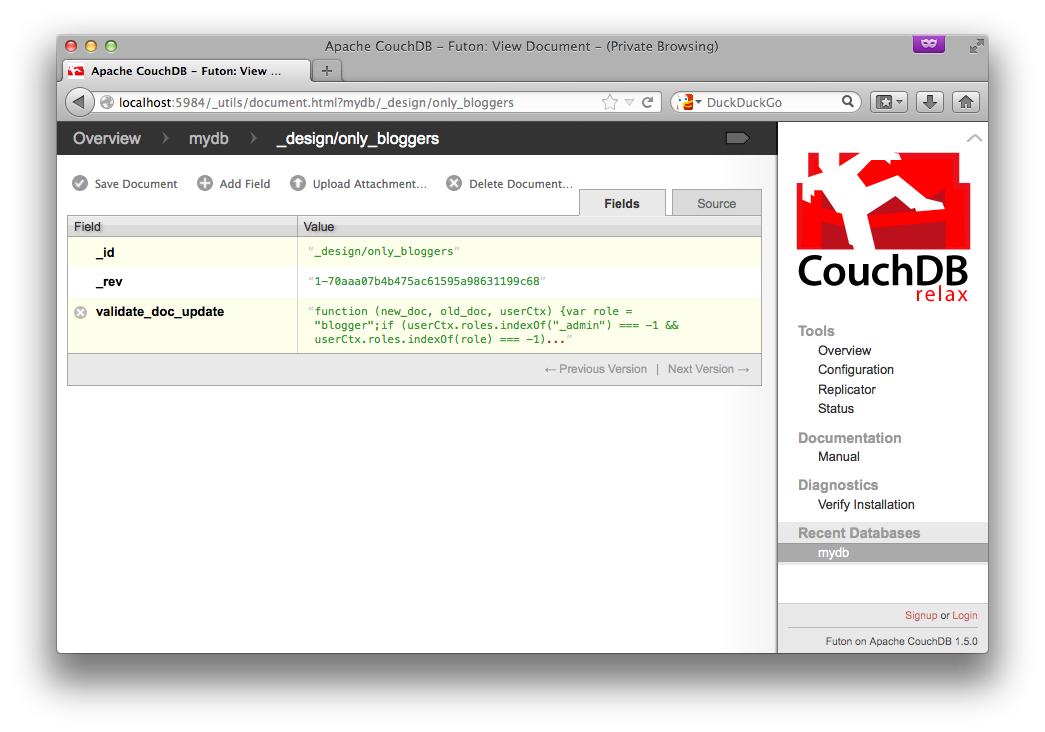 Apache CouchDB – Futon: View Document – (Private Browsing)
Apache CouchDB – Futon: View ...
localhost:5984/_utils/document.html?mydb/_design/only_bloggers
DuckDuckGo
Overview
mydb
_design/only_bloggers
Save Document
Add Field
Upload Attachment...
Delete Document...
Fields
Source
Field
Value
_id
"_design/only_bloggers"
_rev
"1-70aaa07b4b475ac61595a98631199c68"
validate_doc_update
"function (new_doc, old_doc, userCtx) {var role =
"blogger";if (userCtx.roles.indexOf("_admin") === -1 &&
userCtx.roles.indexOf(role) === -1)..."
← Previous Version | Next Version →
CouchDB
relax
Tools
Overview
Configuration
Replicator
Status
Documentation
Manual
Diagnostics
Verify Installation
Recent Databases
mydb
Signup or Login
Futon on Apache CouchDB 1.5.0